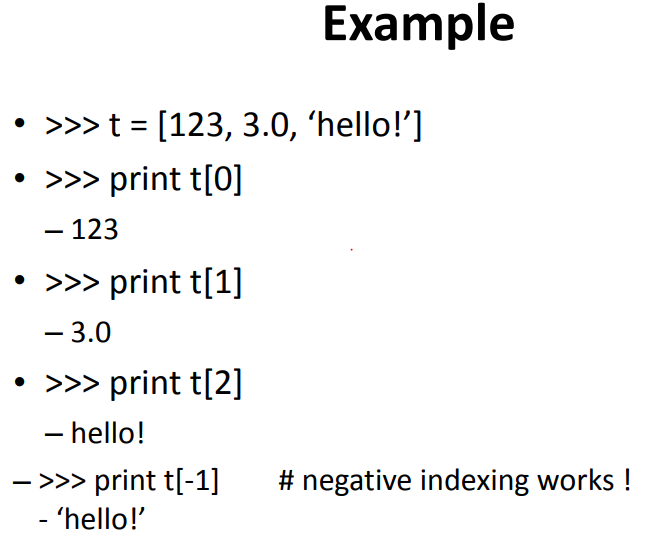 Example
• >>> t = [123, 3.0, ‘hello!’]
• >>> print t[0]
– 123
• >>> print t[1]
– 3.0
• >>> print t[2]
– hello!
– >>> print t[-1] # negative indexing works !
- ‘hello!’